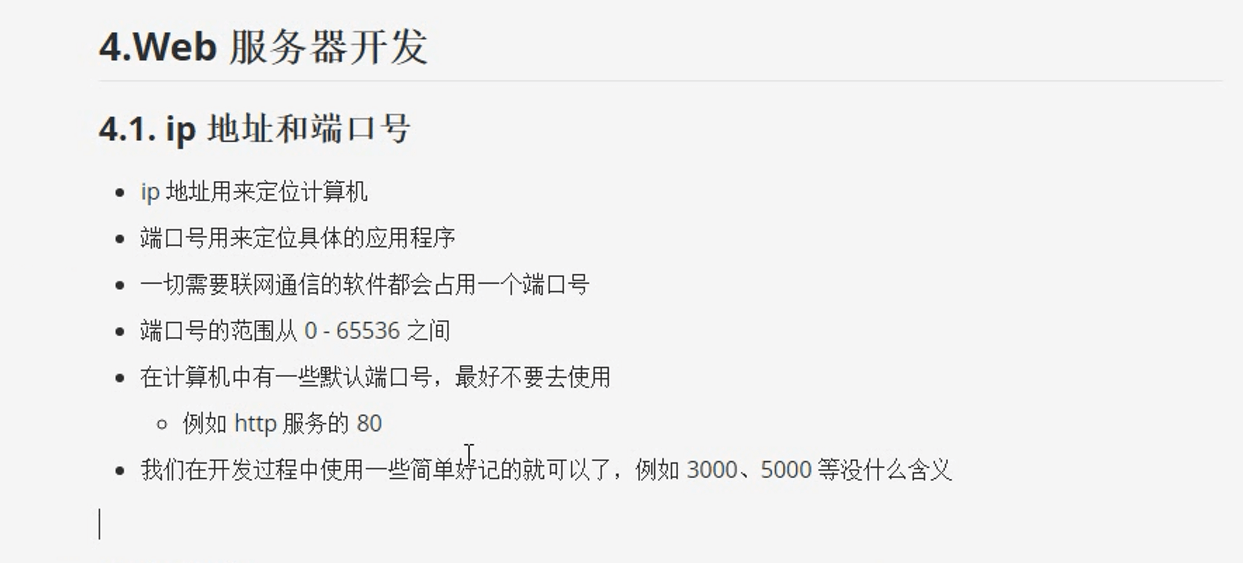 4.Web 服务器开发
4.1. ip 地址和端口号
ip 地址用来定位计算机
端口号用来定位具体的应用程序
一切需要联网通信的软件都会占用一个端口号
端口号的范围从 0 - 65536 之间
在计算机中有一些默认端口号，最好不要去使用
例如 http 服务的 80
我们在开发过程中使用一些简单好记的就可以了，例如 3000、5000 等没什么含义